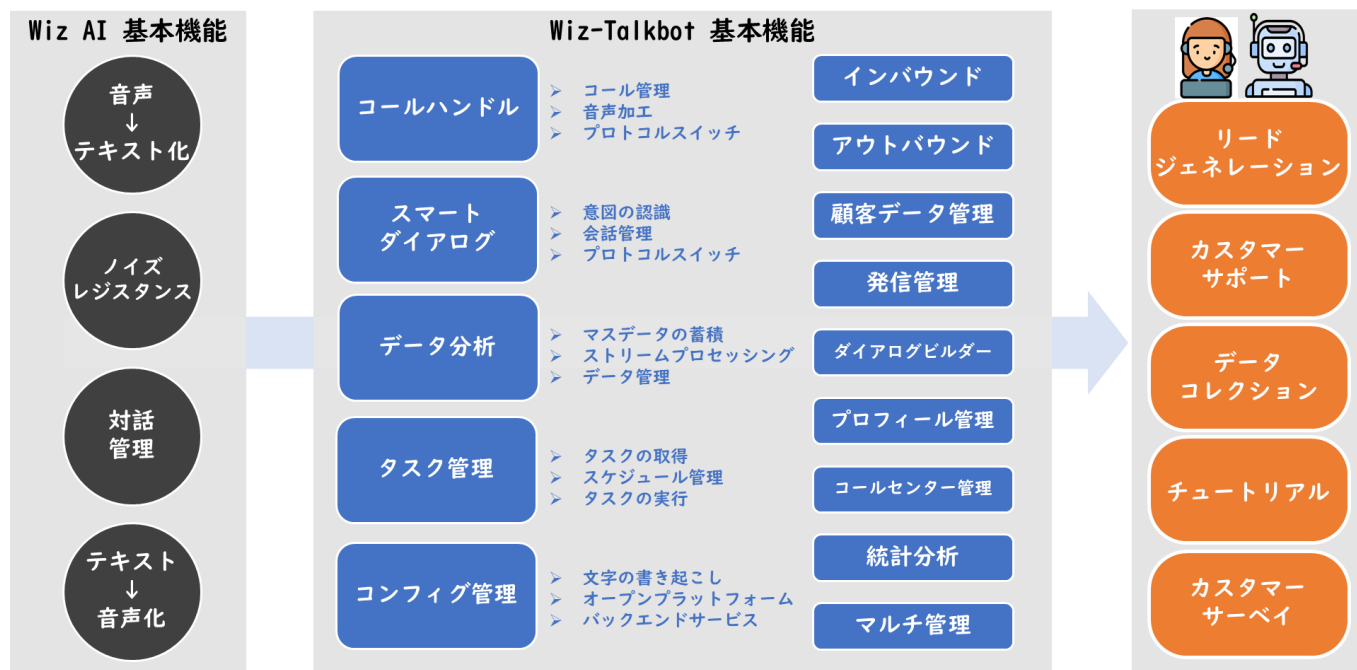 Wiz AI 基本機能
音声
↓
テキスト化
ノイズ
レジスタンス
対話
管理
テキスト
↓
音声化
Wiz-Talkbot 基本機能
コールハンドル
➢ コール管理
➢ 音声加工
➢ プロトコルスイッチ
スマート
ダイアログ
➢ 意図の認識
➢ 会話管理
➢ プロトコルスイッチ
データ分析
➢ マスデータの蓄積
➢ ストリームプロセッシング
➢ データ管理
タスク管理
➢ タスクの取得
➢ スケジュール管理
➢ タスクの実行
コンフィグ管理
➢ 文字の書き起こし
➢ オープンプラットフォーム
➢ バックエンドサービス
インバウンド
アウトバウンド
顧客データ管理
発信管理
ダイアログビルダー
プロフィール管理
コールセンター管理
統計分析
マルチ管理
リード
ジェネレーション
カスタマー
サポート
データ
コレクション
チュートリアル
カスタマー
サーベイ